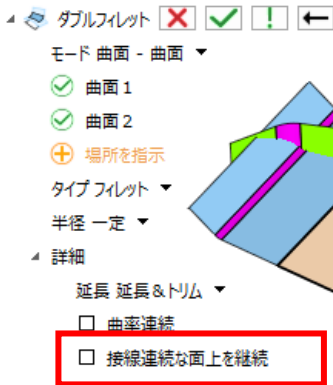 ダブルフィレット
モード 曲面 - 曲面
曲面 1
曲面 2
場所を指示
タイプ フィレット
半径 一定
詳細
延長 延長＆トリム
曲率連続
接線連続な面上を継続